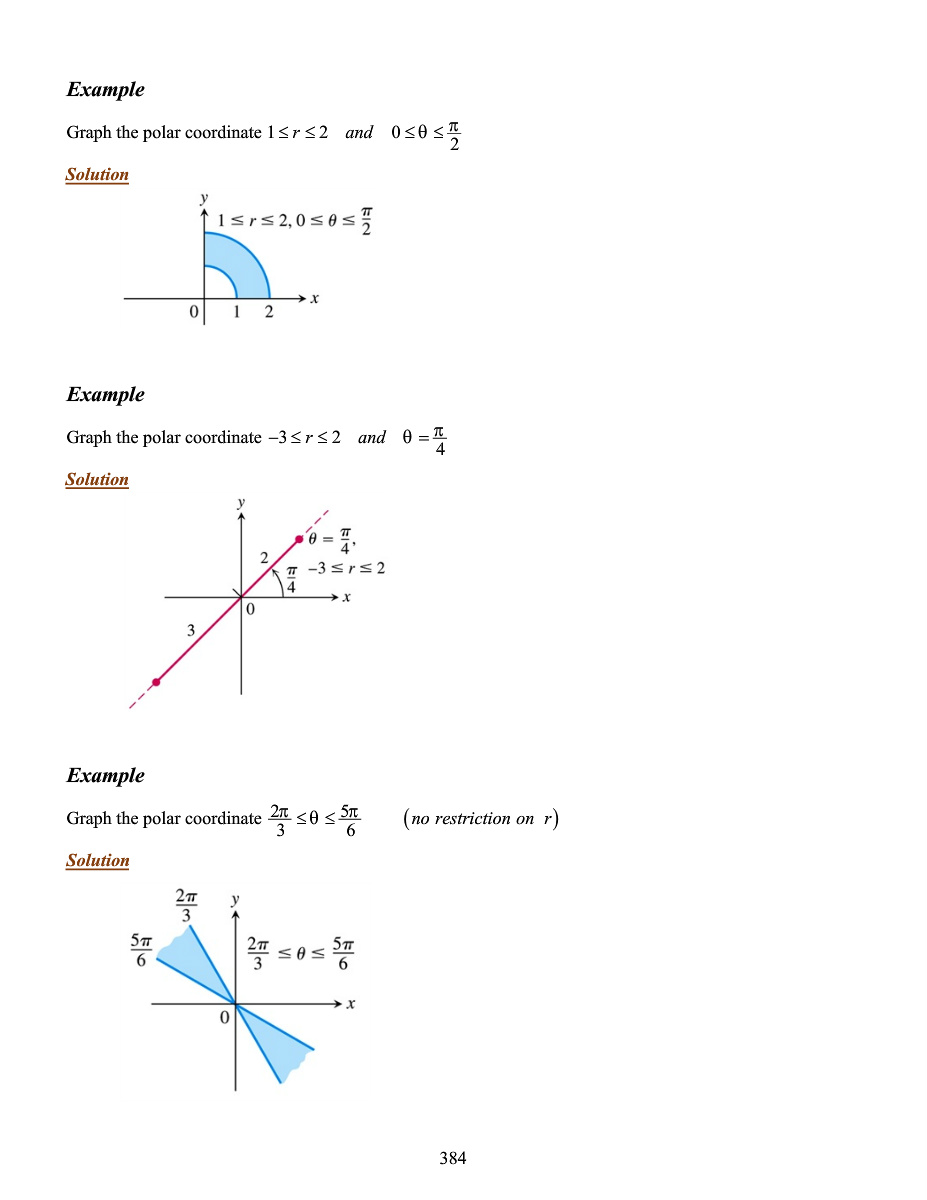 Example
Graph the polar coordinate 1 ≤ r ≤ 2 and 0 ≤ θ ≤ π/2
Solution
y
1 ≤ r ≤ 2, 0 ≤ θ ≤ π/2
x
0 1 2
Example
Graph the polar coordinate −3 ≤ r ≤ 2 and θ = π/4
Solution
y
θ = π/4,
2
π/4 −3 ≤ r ≤ 2
x
0
3
Example
Graph the polar coordinate 2π/3 ≤ θ ≤ 5π/6 (no restriction on r)
Solution
2π/3
y
5π/6
2π/3 ≤ θ ≤ 5π/6
x
0
384